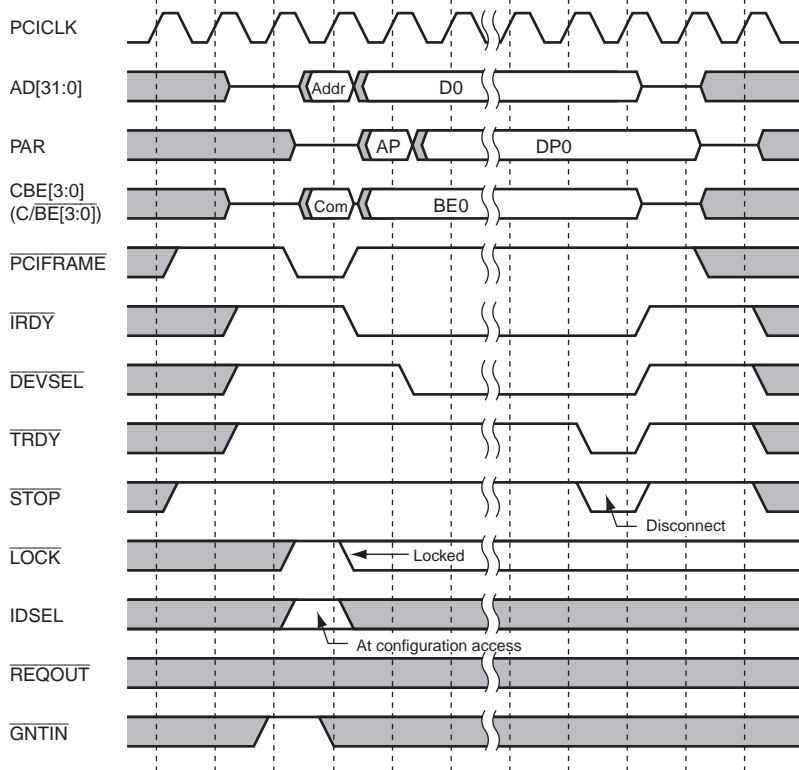 PCICLK
AD[31:0]
Addr
D0
PAR
AP
DP0
CBE[3:0]
(C/BE[3:0])
Com
BE0
PCIFRAME
IRDY
DEVSEL
TRDY
STOP
Disconnect
LOCK
Locked
IDSEL
At configuration access
REQOUT
GNTIN